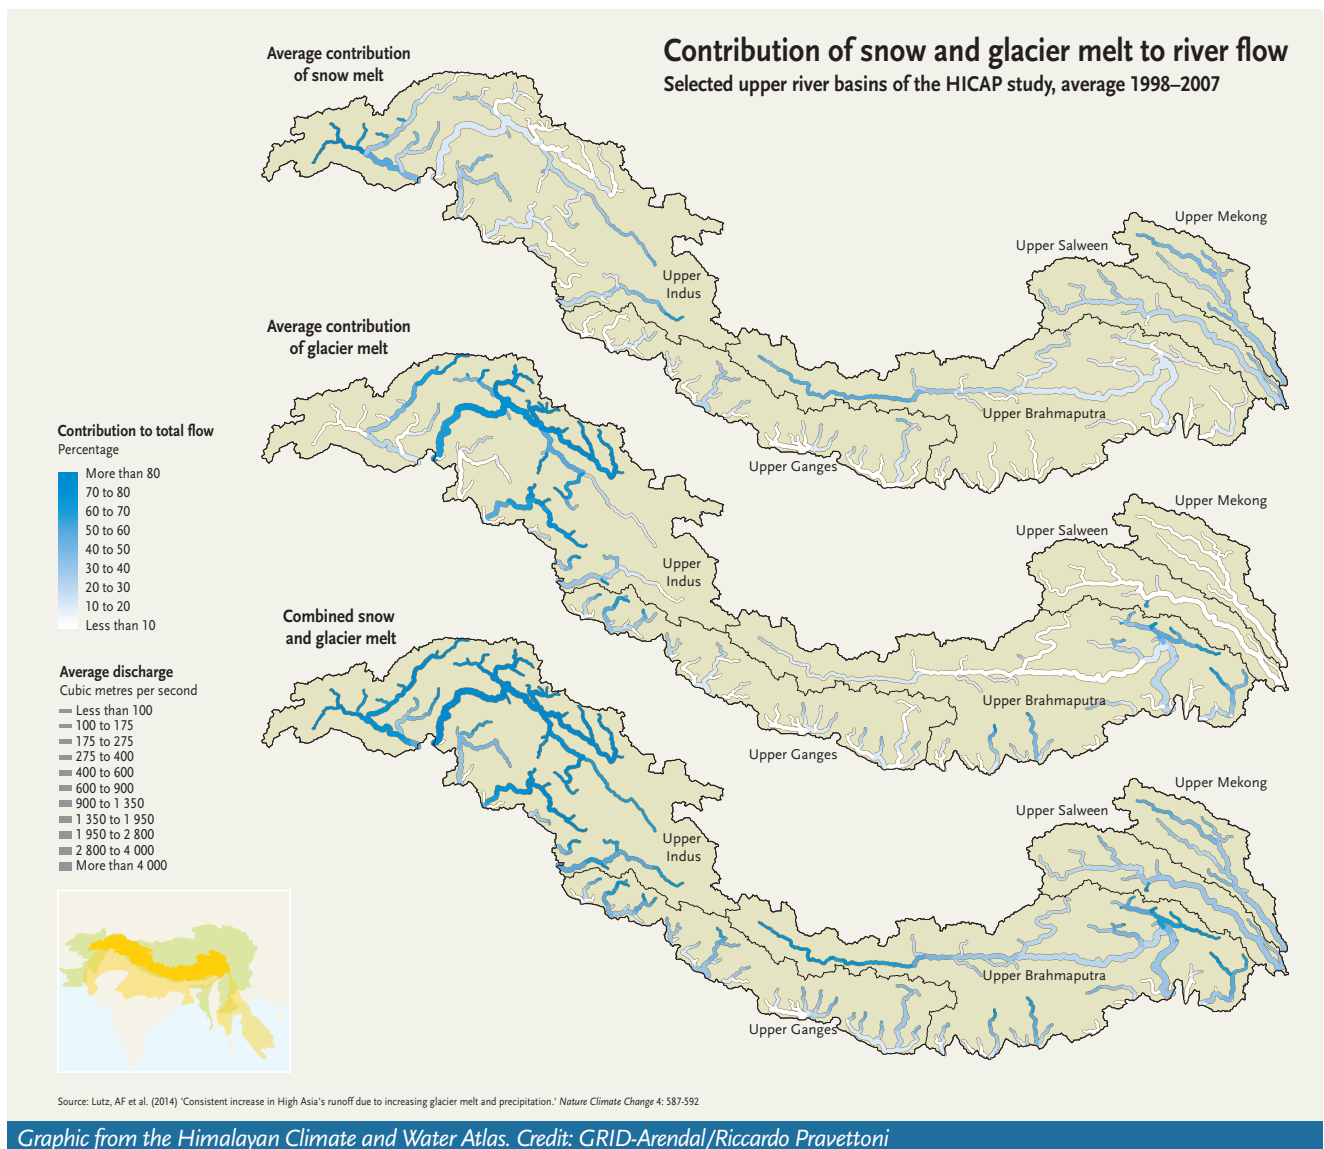 Contribution of snow and glacier melt to river flow
Selected upper river basins of the HICAP study, average 1998–2007
Average contribution
of snow melt
Upper Mekong
Upper Salween
Upper
Indus
Upper Brahmaputra
Upper Ganges
Average contribution
of glacier melt
Upper Mekong
Upper Salween
Upper
Indus
Upper Brahmaputra
Upper Ganges
Combined snow
and glacier melt
Upper Mekong
Upper Salween
Upper
Indus
Upper Brahmaputra
Upper Ganges
Contribution to total flow
Percentage
More than 80
70 to 80
60 to 70
50 to 60
40 to 50
30 to 40
20 to 30
10 to 20
Less than 10
Average discharge
Cubic metres per second
Less than 100
100 to 175
175 to 275
275 to 400
400 to 600
600 to 900
900 to 1 350
1 350 to 1 950
1 950 to 2 800
2 800 to 4 000
More than 4 000
Source: Lutz, AF et al. (2014) 'Consistent increase in High Asia's runoff due to increasing glacier melt and precipitation.' Nature Climate Change 4: 587-592
Graphic from the Himalayan Climate and Water Atlas. Credit: GRID-Arendal/Riccardo Pravettoni